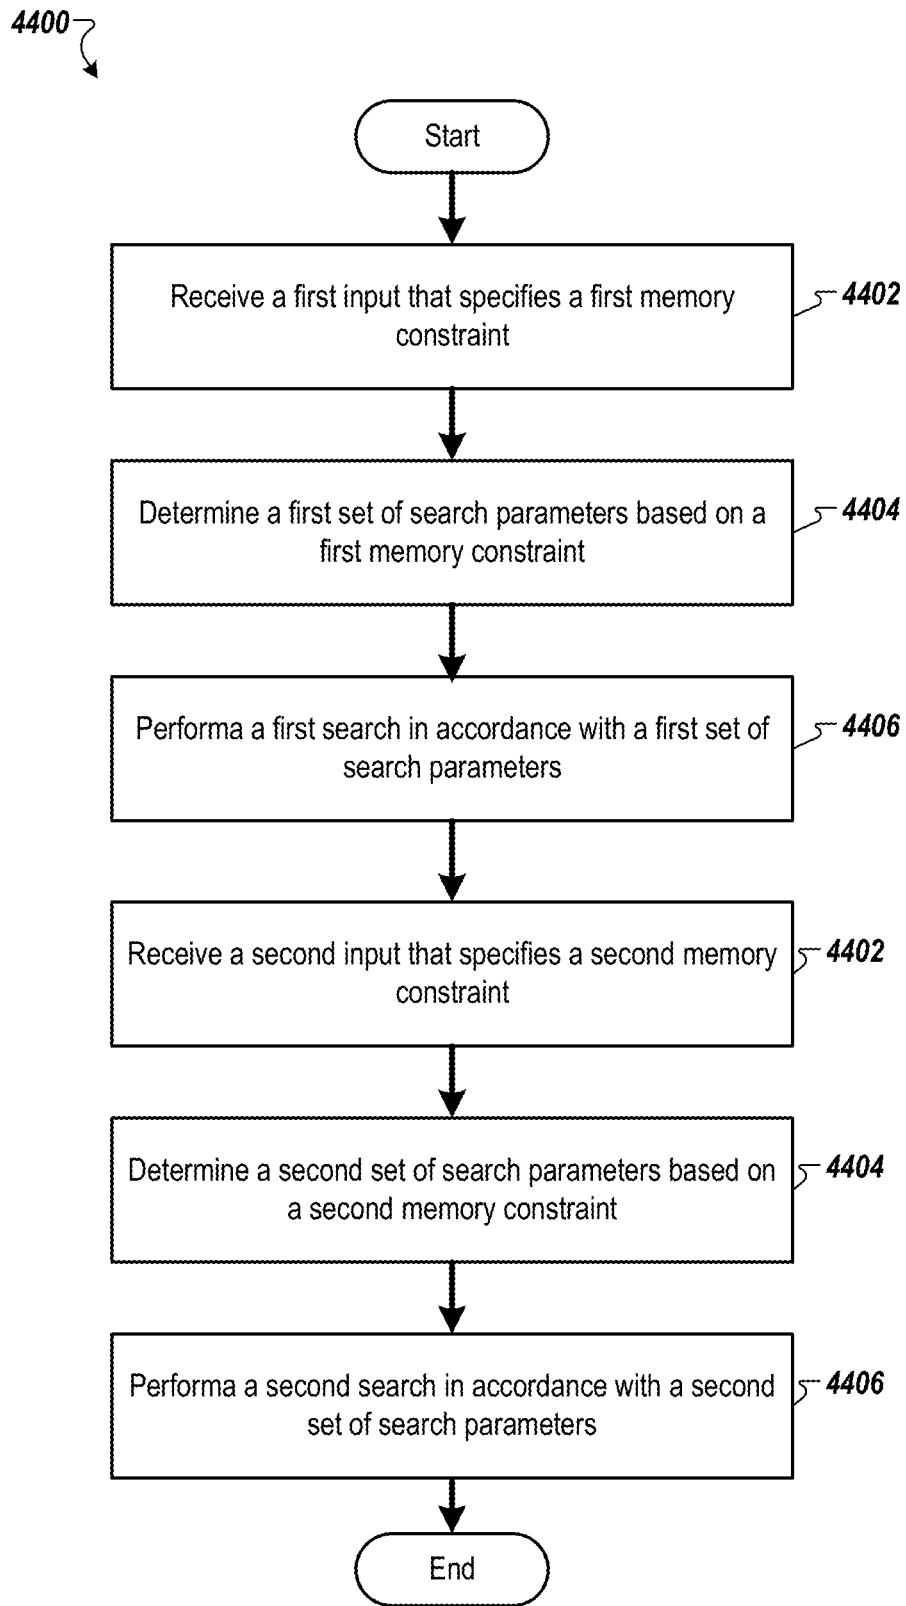 4400
Start
Receive a first input that specifies a first memory
constraint
4402
Determine a first set of search parameters based on a
first memory constraint
4404
Performa a first search in accordance with a first set of
search parameters
4406
Receive a second input that specifies a second memory
constraint
4402
Determine a second set of search parameters based on
a second memory constraint
4404
Performa a second search in accordance with a second
set of search parameters
4406
End